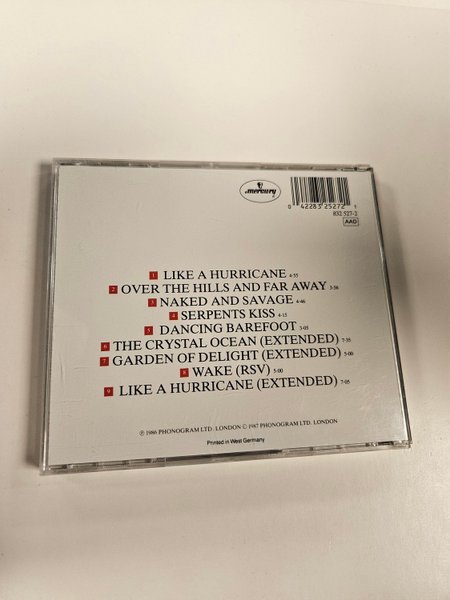 mercury
0 42283 25272 1
832 527-2
AAD
1 LIKE A HURRICANE 4·55
2 OVER THE HILLS AND FAR AWAY 3·56
3 NAKED AND SAVAGE 4·46
4 SERPENTS KISS 4·15
5 DANCING BAREFOOT 3·05
6 THE CRYSTAL OCEAN (EXTENDED) 7·35
7 GARDEN OF DELIGHT (EXTENDED) 5·00
8 WAKE (RSV) 5·00
9 LIKE A HURRICANE (EXTENDED) 7·05
℗ 1986 PHONOGRAM LTD. LONDON © 1987 PHONOGRAM LTD. LONDON
Printed in West Germany